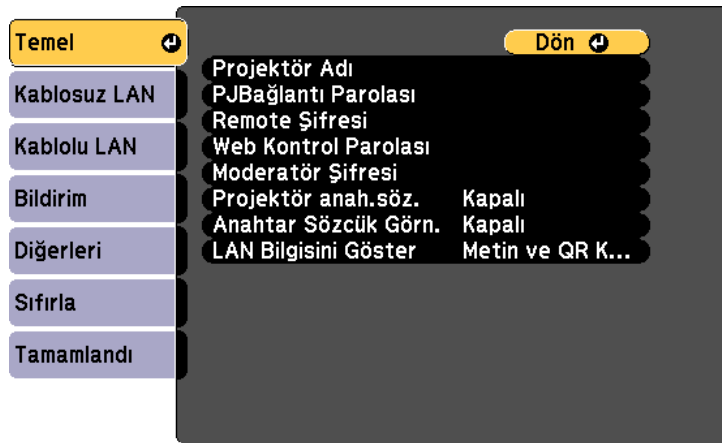 Temel
Kablosuz LAN
Kablolu LAN
Bildirim
Diğerleri
Sıfırla
Tamamlandı
Dön
Projektör Adı
PJBağlantı Parolası
Remote Şifresi
Web Kontrol Parolası
Moderatör Şifresi
Projektör anah.söz. Kapalı
Anahtar Sözcük Görn. Kapalı
LAN Bilgisini Göster Metin ve QR K...